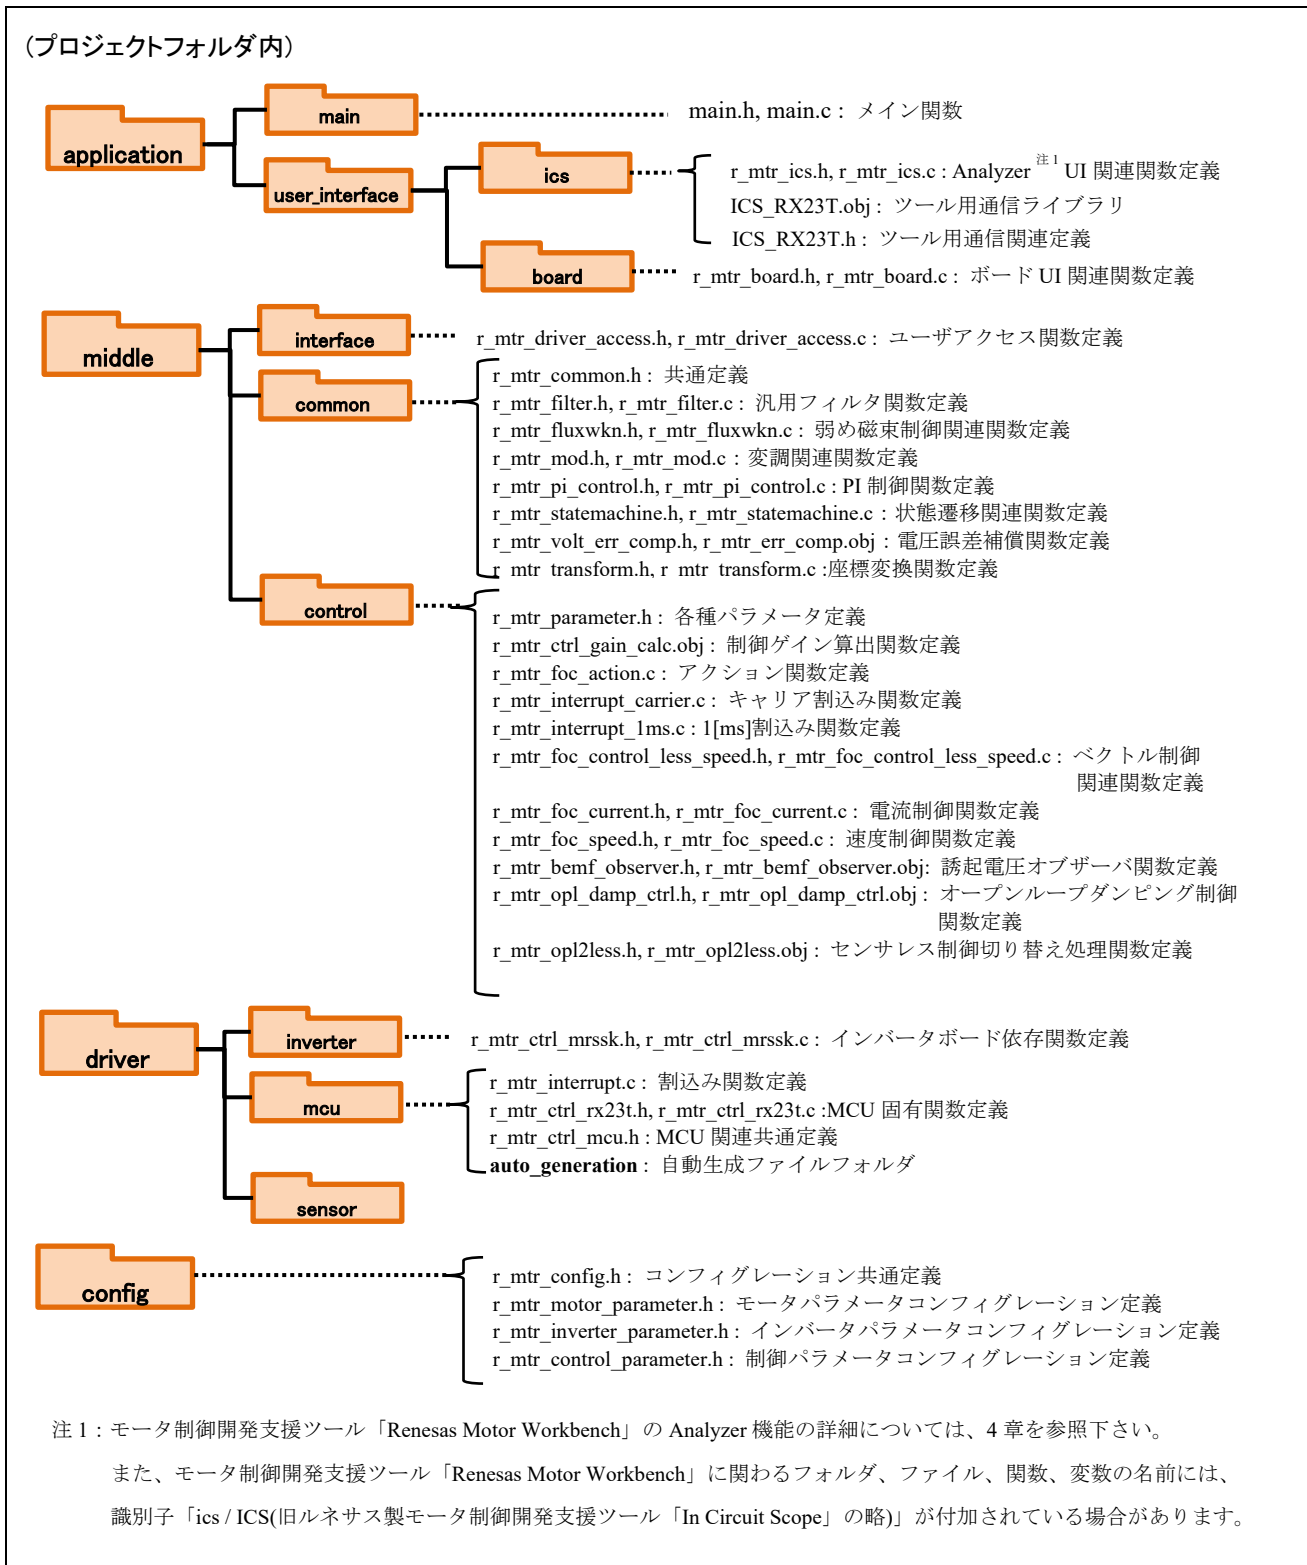 (プロジェクトフォルダ内)
main
main.h, main.c : メイン関数
application
ics
r_mtr_ics.h, r_mtr_ics.c : Analyzer 注1 UI 関連関数定義
user_interface
ICS_RX23T.obj : ツール用通信ライブラリ
ICS_RX23T.h : ツール用通信関連定義
board
r_mtr_board.h, r_mtr_board.c : ボード UI 関連関数定義
middle
interface
r_mtr_driver_access.h, r_mtr_driver_access.c : ユーザアクセス関数定義
common
r_mtr_common.h : 共通定義
r_mtr_filter.h, r_mtr_filter.c : 汎用フィルタ関数定義
r_mtr_fluxwkn.h, r_mtr_fluxwkn.c : 弱め磁束制御関連関数定義
r_mtr_mod.h, r_mtr_mod.c : 変調関連関数定義
r_mtr_pi_control.h, r_mtr_pi_control.c : PI 制御関数定義
r_mtr_statemachine.h, r_mtr_statemachine.c : 状態遷移関連関数定義
r_mtr_volt_err_comp.h, r_mtr_err_comp.obj : 電圧誤差補償関数定義
r_mtr_transform.h, r_mtr_transform.c :座標変換関数定義
control
r_mtr_parameter.h : 各種パラメータ定義
r_mtr_ctrl_gain_calc.obj : 制御ゲイン算出関数定義
r_mtr_foc_action.c : アクション関数定義
r_mtr_interrupt_carrier.c : キャリア割込み関数定義
r_mtr_interrupt_1ms.c : 1[ms]割込み関数定義
r_mtr_foc_control_less_speed.h, r_mtr_foc_control_less_speed.c : ベクトル制御
関連関数定義
r_mtr_foc_current.h, r_mtr_foc_current.c : 電流制御関数定義
r_mtr_foc_speed.h, r_mtr_foc_speed.c : 速度制御関数定義
r_mtr_bemf_observer.h, r_mtr_bemf_observer.obj: 誘起電圧オブザーバ関数定義
r_mtr_opl_damp_ctrl.h, r_mtr_opl_damp_ctrl.obj : オープンループダンピング制御
関数定義
r_mtr_opl2less.h, r_mtr_opl2less.obj : センサレス制御切り替え処理関数定義
driver
inverter
r_mtr_ctrl_mrssk.h, r_mtr_ctrl_mrssk.c : インバータボード依存関数定義
mcu
r_mtr_interrupt.c : 割込み関数定義
r_mtr_ctrl_rx23t.h, r_mtr_ctrl_rx23t.c :MCU 固有関数定義
r_mtr_ctrl_mcu.h : MCU 関連共通定義
auto_generation : 自動生成ファイルフォルダ
sensor
config
r_mtr_config.h : コンフィグレーション共通定義
r_mtr_motor_parameter.h : モータパラメータコンフィグレーション定義
r_mtr_inverter_parameter.h : インバータパラメータコンフィグレーション定義
r_mtr_control_parameter.h : 制御パラメータコンフィグレーション定義
注 1 : モータ制御開発支援ツール「Renesas Motor Workbench」の Analyzer 機能の詳細については、4 章を参照下さい。
また、モータ制御開発支援ツール「Renesas Motor Workbench」に関わるフォルダ、ファイル、関数、変数の名前には、
識別子「ics / ICS(旧ルネサス製モータ制御開発支援ツール「In Circuit Scope」の略)」が付加されている場合があります。